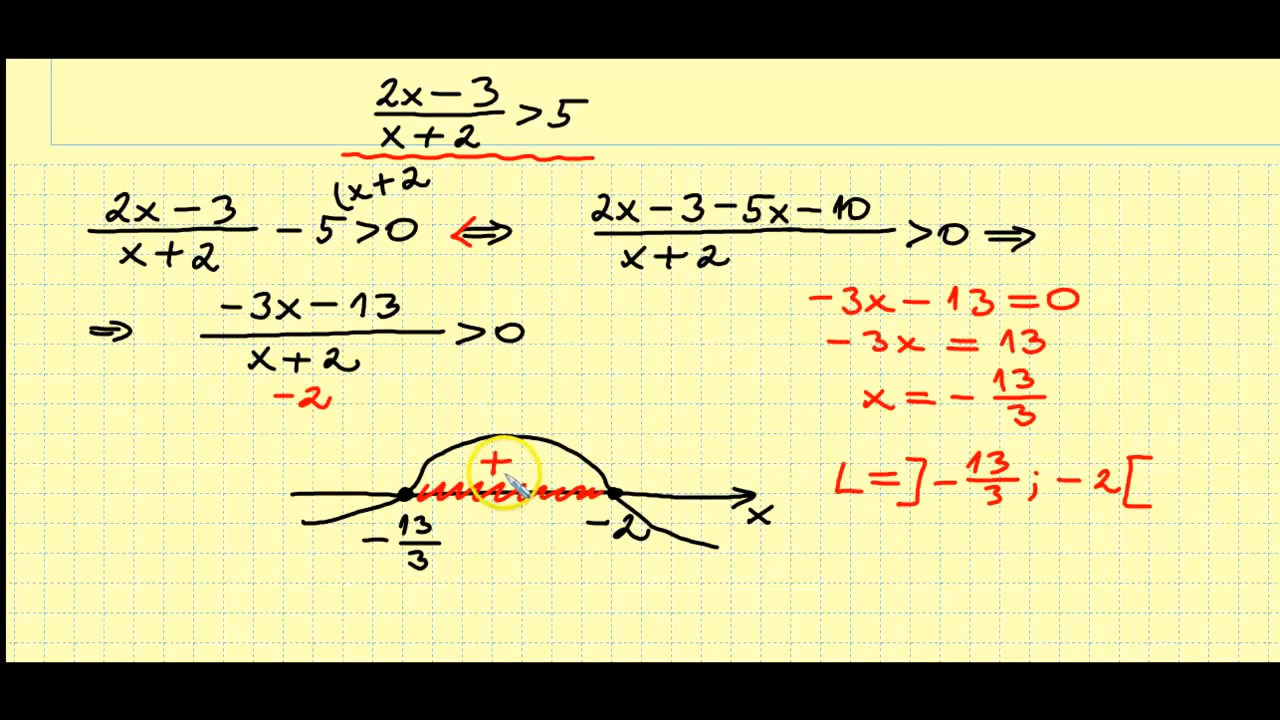 (2x - 3)/(x + 2) > 5
(x + 2
(2x - 3)/(x + 2) - 5 > 0 <=> (2x - 3 - 5x - 10)/(x + 2) > 0 =>
=> (-3x - 13)/(x + 2) > 0
-2
-3x - 13 = 0
-3x = 13
x = -13/3
L = ]-13/3 ; -2[
+
-13/3
-2
x